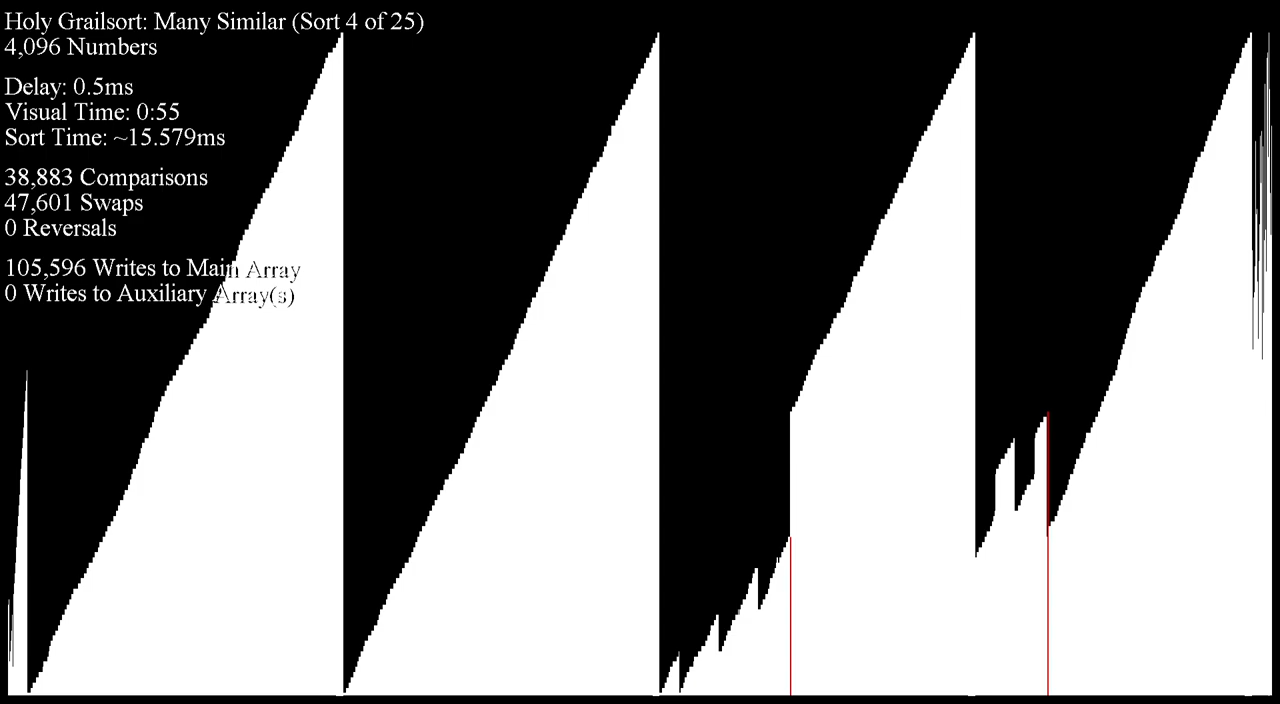 Holy Grailsort: Many Similar (Sort 4 of 25)
4,096 Numbers
Delay: 0.5ms
Visual Time: 0:55
Sort Time: ~15.579ms
38,883 Comparisons
47,601 Swaps
0 Reversals
105,596 Writes to Main Array
0 Writes to Auxiliary Array(s)